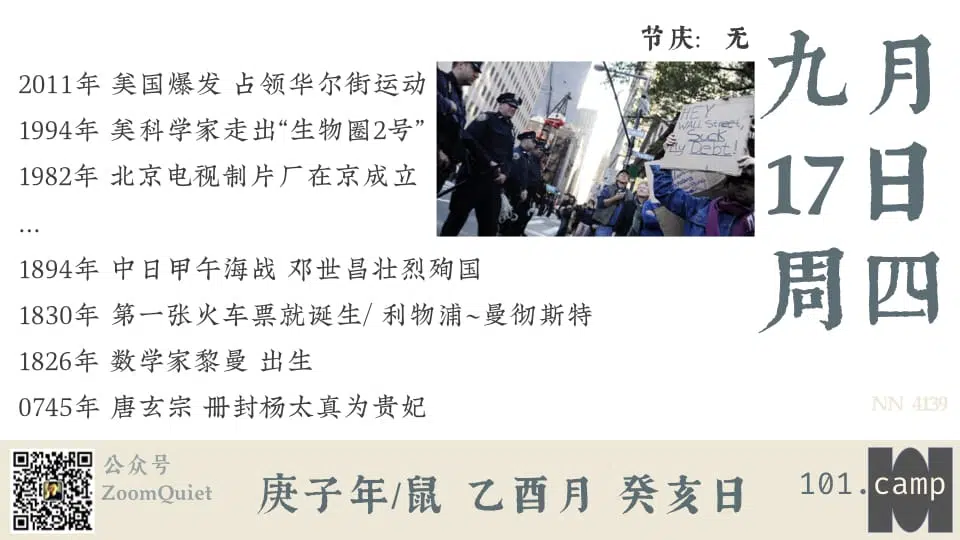 节庆: 无
九月
17日
周四
2011年 美国爆发 占领华尔街运动
1994年 美科学家走出“生物圈2号”
1982年 北京电视制片厂在京成立
...
1894年 中日甲午海战 邓世昌壮烈殉国
1830年 第一张火车票就诞生/ 利物浦~曼彻斯特
1826年 数学家黎曼 出生
0745年 唐玄宗 册封杨太真为贵妃
HEY
WALL Street,
Suck
My Debt!
NN 4139
公众号
ZoomQuiet
庚子年/鼠 乙酉月 癸亥日
101.camp